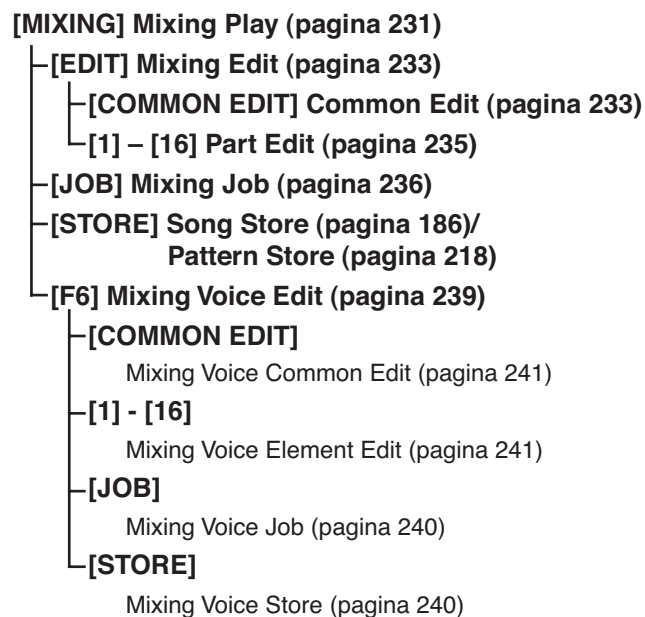 [MIXING] Mixing Play (pagina 231)
[EDIT] Mixing Edit (pagina 233)
[COMMON EDIT] Common Edit (pagina 233)
[1] – [16] Part Edit (pagina 235)
[JOB] Mixing Job (pagina 236)
[STORE] Song Store (pagina 186)/
Pattern Store (pagina 218)
[F6] Mixing Voice Edit (pagina 239)
[COMMON EDIT]
Mixing Voice Common Edit (pagina 241)
[1] - [16]
Mixing Voice Element Edit (pagina 241)
[JOB]
Mixing Voice Job (pagina 240)
[STORE]
Mixing Voice Store (pagina 240)